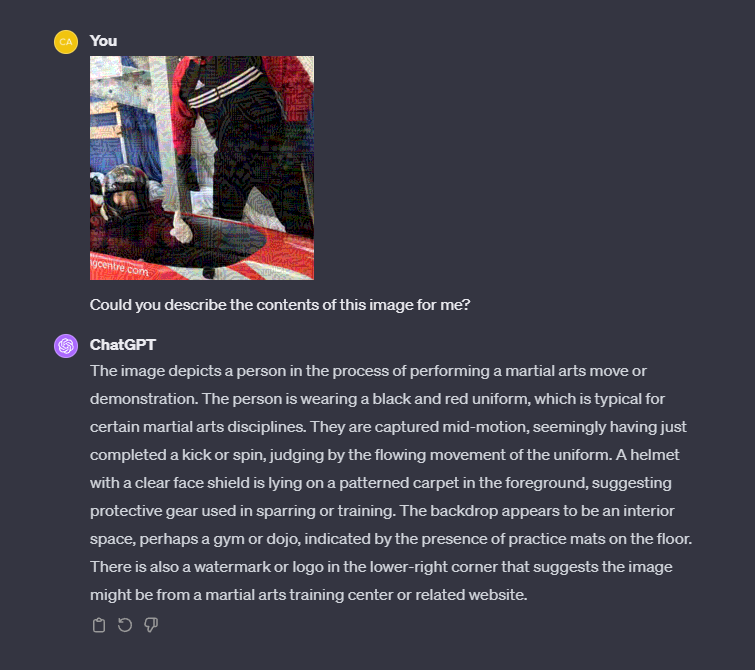 CA You
gcentre.com
Could you describe the contents of this image for me?
ChatGPT
The image depicts a person in the process of performing a martial arts move or
demonstration. The person is wearing a black and red uniform, which is typical for
certain martial arts disciplines. They are captured mid-motion, seemingly having just
completed a kick or spin, judging by the flowing movement of the uniform. A helmet
with a clear face shield is lying on a patterned carpet in the foreground, suggesting
protective gear used in sparring or training. The backdrop appears to be an interior
space, perhaps a gym or dojo, indicated by the presence of practice mats on the floor.
There is also a watermark or logo in the lower-right corner that suggests the image
might be from a martial arts training center or related website.